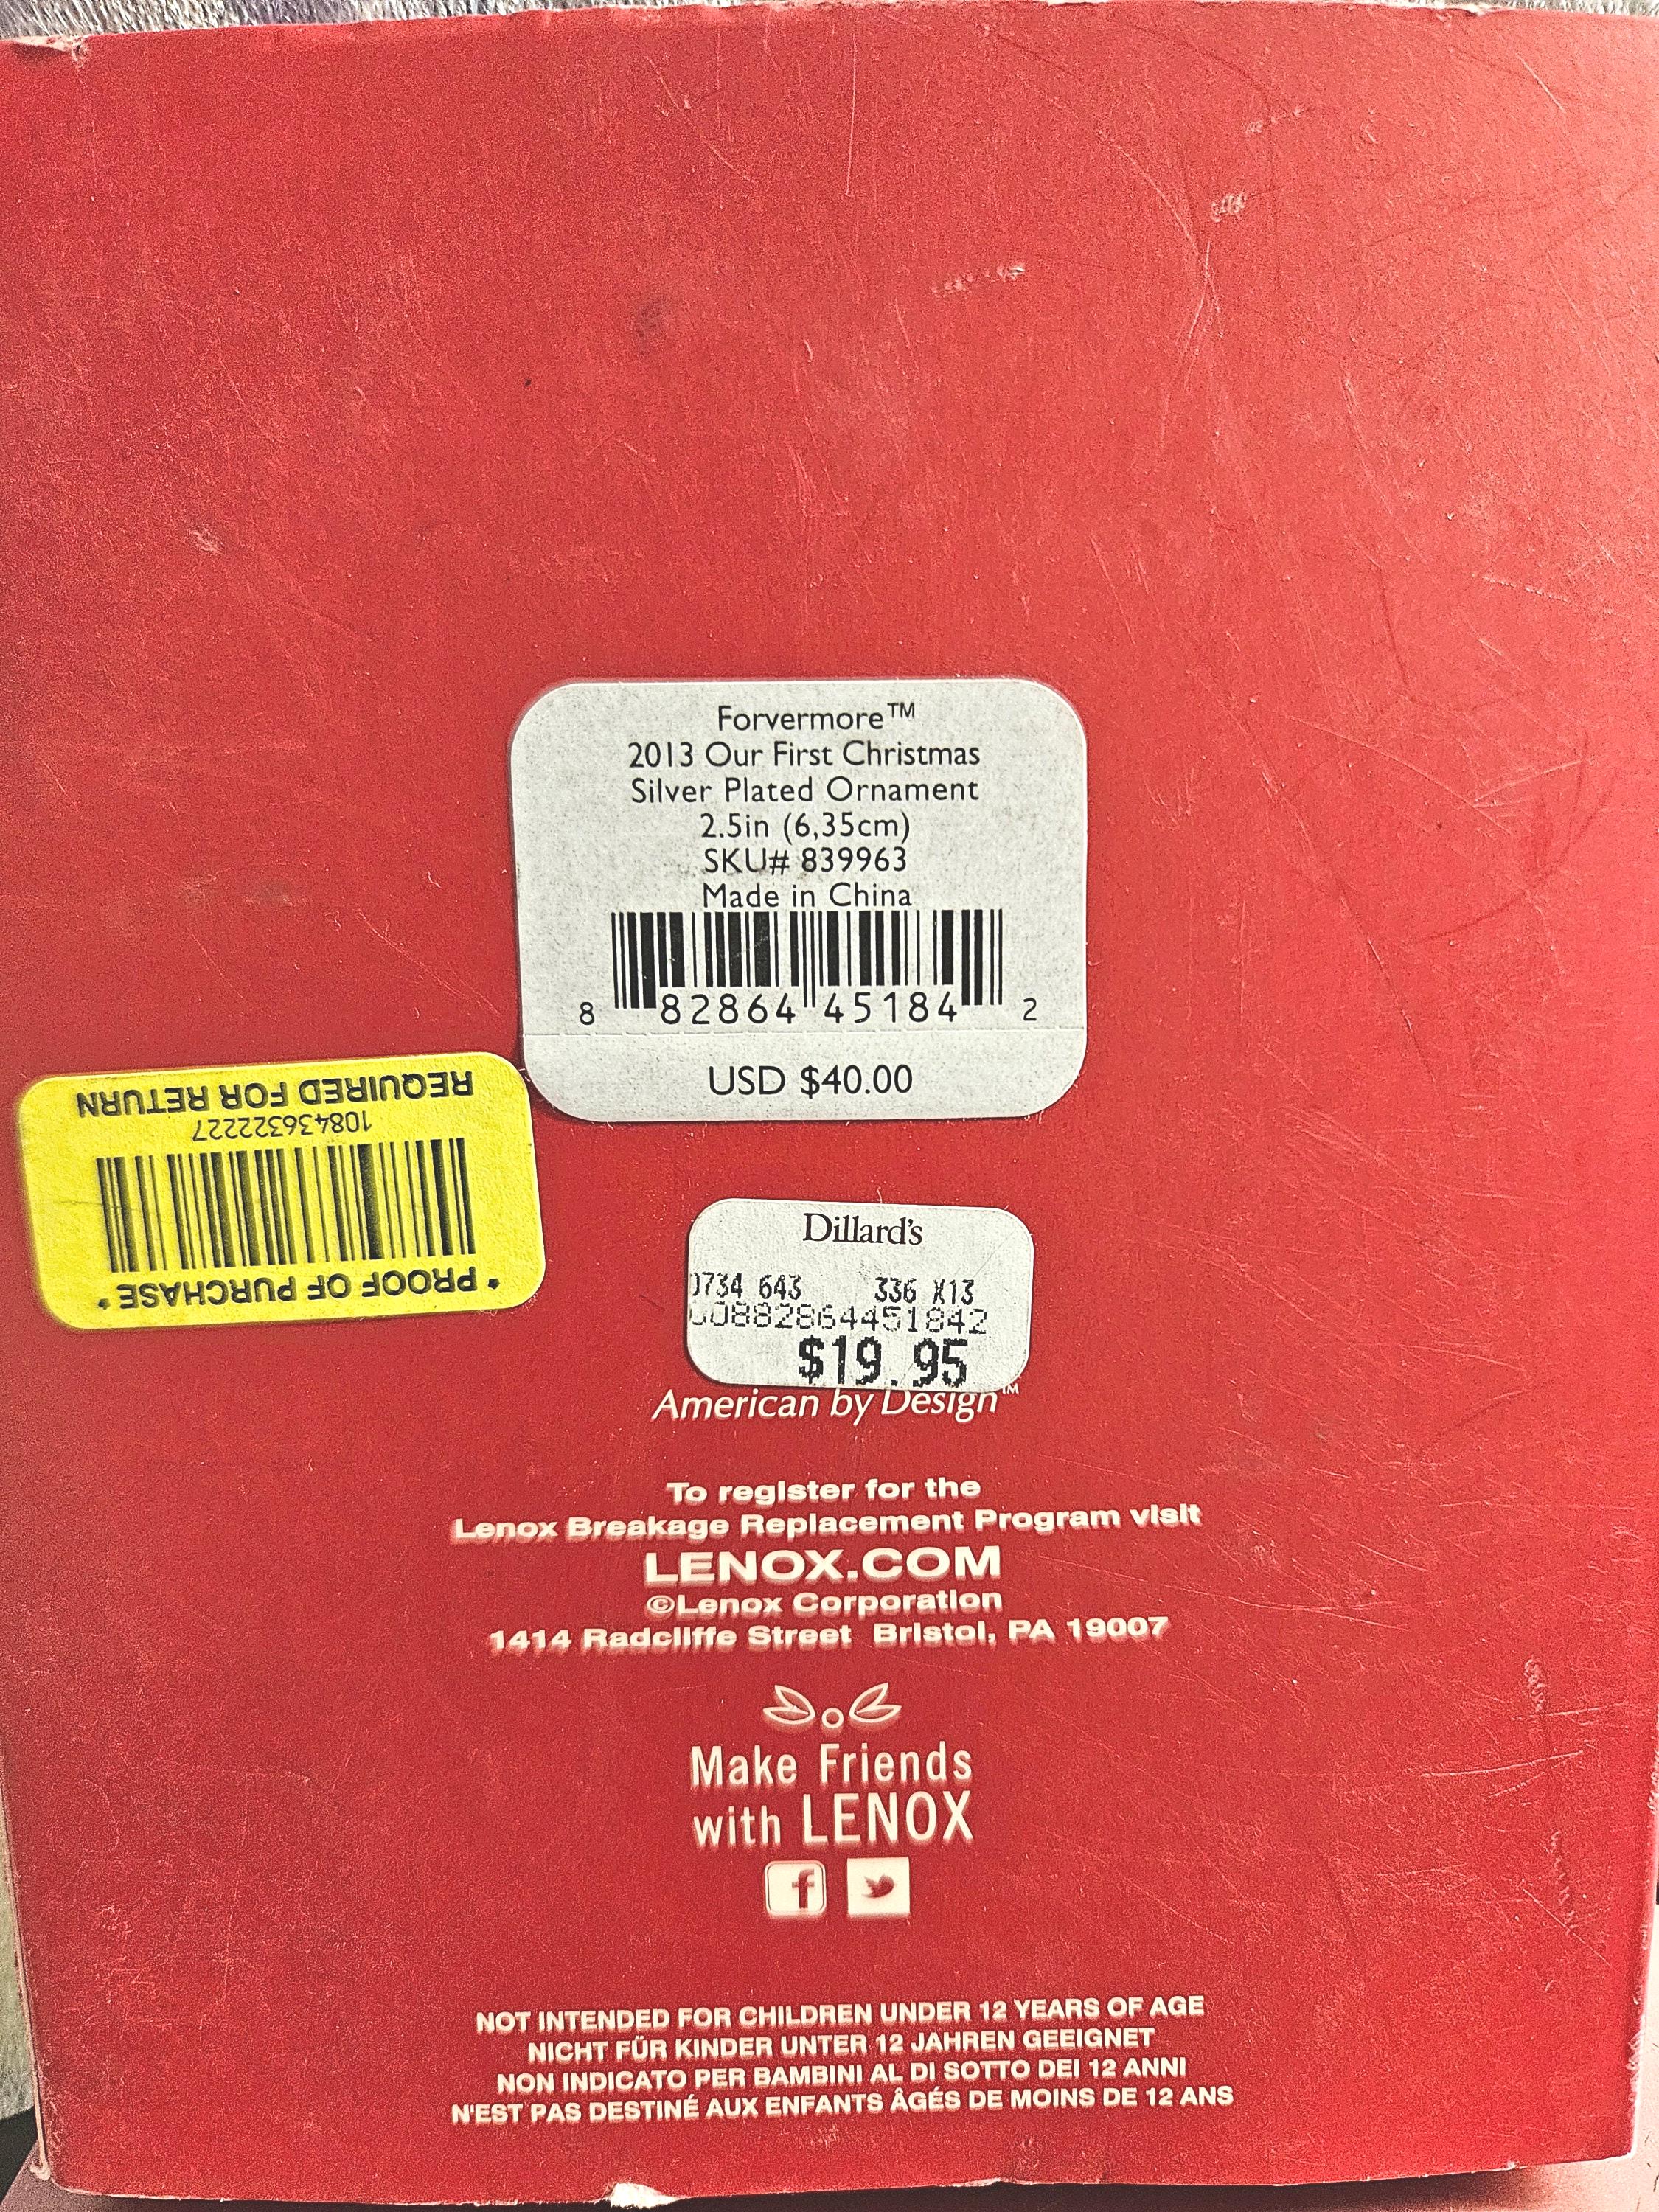 Forvermore™
2013 Our First Christmas
Silver Plated Ornament
2.5in (6,35cm)
SKU# 839963
Made in China
8 82864 45184 2
USD $40.00
* PROOF OF PURCHASE *
108436322227
REQUIRED FOR RETURN
Dillard's
0734 643 336 X13
00882864451842
$19.95
American by Design™
To register for the
Lenox Breakage Replacement Program visit
LENOX.COM
©Lenox Corporation
1414 Radcliffe Street Bristol, PA 19007
Make Friends
with LENOX
f
NOT INTENDED FOR CHILDREN UNDER 12 YEARS OF AGE
NICHT FÜR KINDER UNTER 12 JAHREN GEEIGNET
NON INDICATO PER BAMBINI AL DI SOTTO DEI 12 ANNI
N'EST PAS DESTINÉ AUX ENFANTS ÂGÉS DE MOINS DE 12 ANS